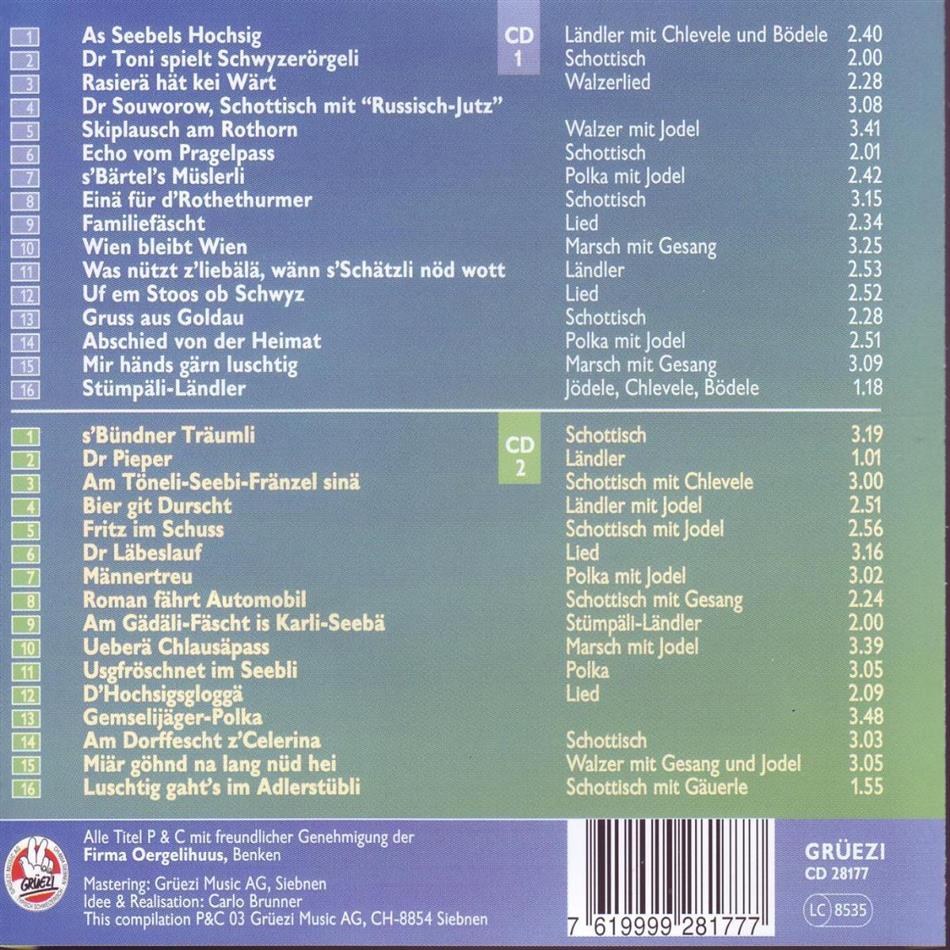 1 As Seebels Hochsig CD Ländler mit Chlevele und Bödele 2.40
2 Dr Toni spielt Schwyzerörgeli 1 Schottisch 2.00
3 Rasierä hät kei Wärt Walzerlied 2.28
4 Dr Souworow, Schottisch mit “Russisch-Jutz” 3.08
5 Skiplausch am Rothorn Walzer mit Jodel 3.41
6 Echo vom Pragelpass Schottisch 2.01
7 s’Bärtel’s Müslerli Polka mit Jodel 2.42
8 Einä für d’Rothethurmer Schottisch 3.15
9 Familiefäscht Lied 2.34
10 Wien bleibt Wien Marsch mit Gesang 3.25
11 Was nützt z’liebälä, wänn s’Schätzli nöd wott Ländler 2.53
12 Uf em Stoos ob Schwyz Lied 2.52
13 Gruss aus Goldau Schottisch 2.28
14 Abschied von der Heimat Polka mit Jodel 2.51
15 Mir händs gärn luschtig Marsch mit Gesang 3.09
16 Stümpäli-Ländler Jödele, Chlevele, Bödele 1.18
1 s’Bündner Träumli CD Schottisch 3.19
2 Dr Pieper 2 Ländler 1.01
3 Am Töneli-Seebi-Fränzel sinä Schottisch mit Chlevele 3.00
4 Bier git Durscht Ländler mit Jodel 2.51
5 Fritz im Schuss Schottisch mit Jodel 2.56
6 Dr Läbeslauf Lied 3.16
7 Männertreu Polka mit Jodel 3.02
8 Roman fährt Automobil Schottisch mit Gesang 2.24
9 Am Gädäli-Fäscht is Karli-Seebä Stümpäli-Ländler 2.00
10 Ueberä Chlausäpass Marsch mit Jodel 3.39
11 Usgfröschnet im Seebli Polka 3.05
12 D’Hochsigsgloggä Lied 2.09
13 Gemselijäger-Polka 3.48
14 Am Dorffescht z’Celerina Schottisch 3.03
15 Miär göhnd na lang nüd hei Walzer mit Gesang und Jodel 3.05
16 Luschtig gaht’s im Adlerstübli Schottisch mit Gäuerle 1.55
Alle Titel P & C mit freundlicher Genehmigung der
Firma Oergelihuus, Benken
Mastering: Grüezi Music AG, Siebnen
Idee & Realisation: Carlo Brunner
This compilation P&C 03 Grüezi Music AG, CH-8854 Siebnen
GRÜEZI
7 619999 281777
GRÜEZI
CD 28177
LC 8535